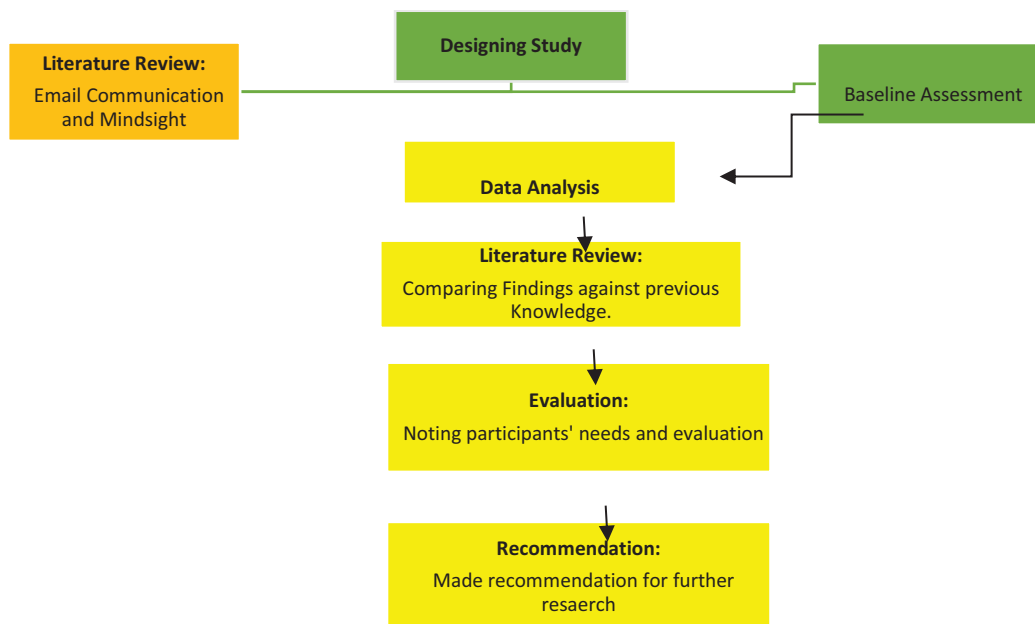 Designing Study
Literature Review:
Email Communication
and Mindsight
Baseline Assessment
Data Analysis
Literature Review:
Comparing Findings against previous
Knowledge.
Evaluation:
Noting participants' needs and evaluation
Recommendation:
Made recommendation for further
resaerch